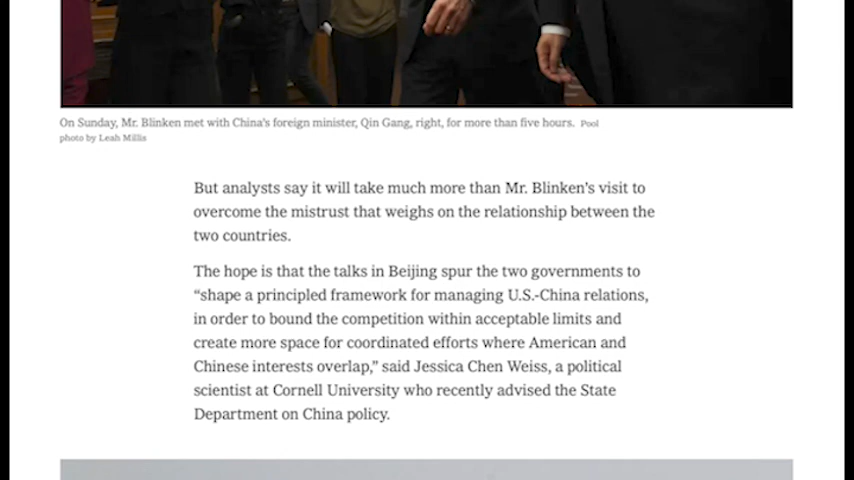 On Sunday, Mr. Blinken met with China’s foreign minister, Qin Gang, right, for more than five hours. Pool
photo by Leah Millis
But analysts say it will take much more than Mr. Blinken’s visit to
overcome the mistrust that weighs on the relationship between the
two countries.
The hope is that the talks in Beijing spur the two governments to
“shape a principled framework for managing U.S.-China relations,
in order to bound the competition within acceptable limits and
create more space for coordinated efforts where American and
Chinese interests overlap,” said Jessica Chen Weiss, a political
scientist at Cornell University who recently advised the State
Department on China policy.